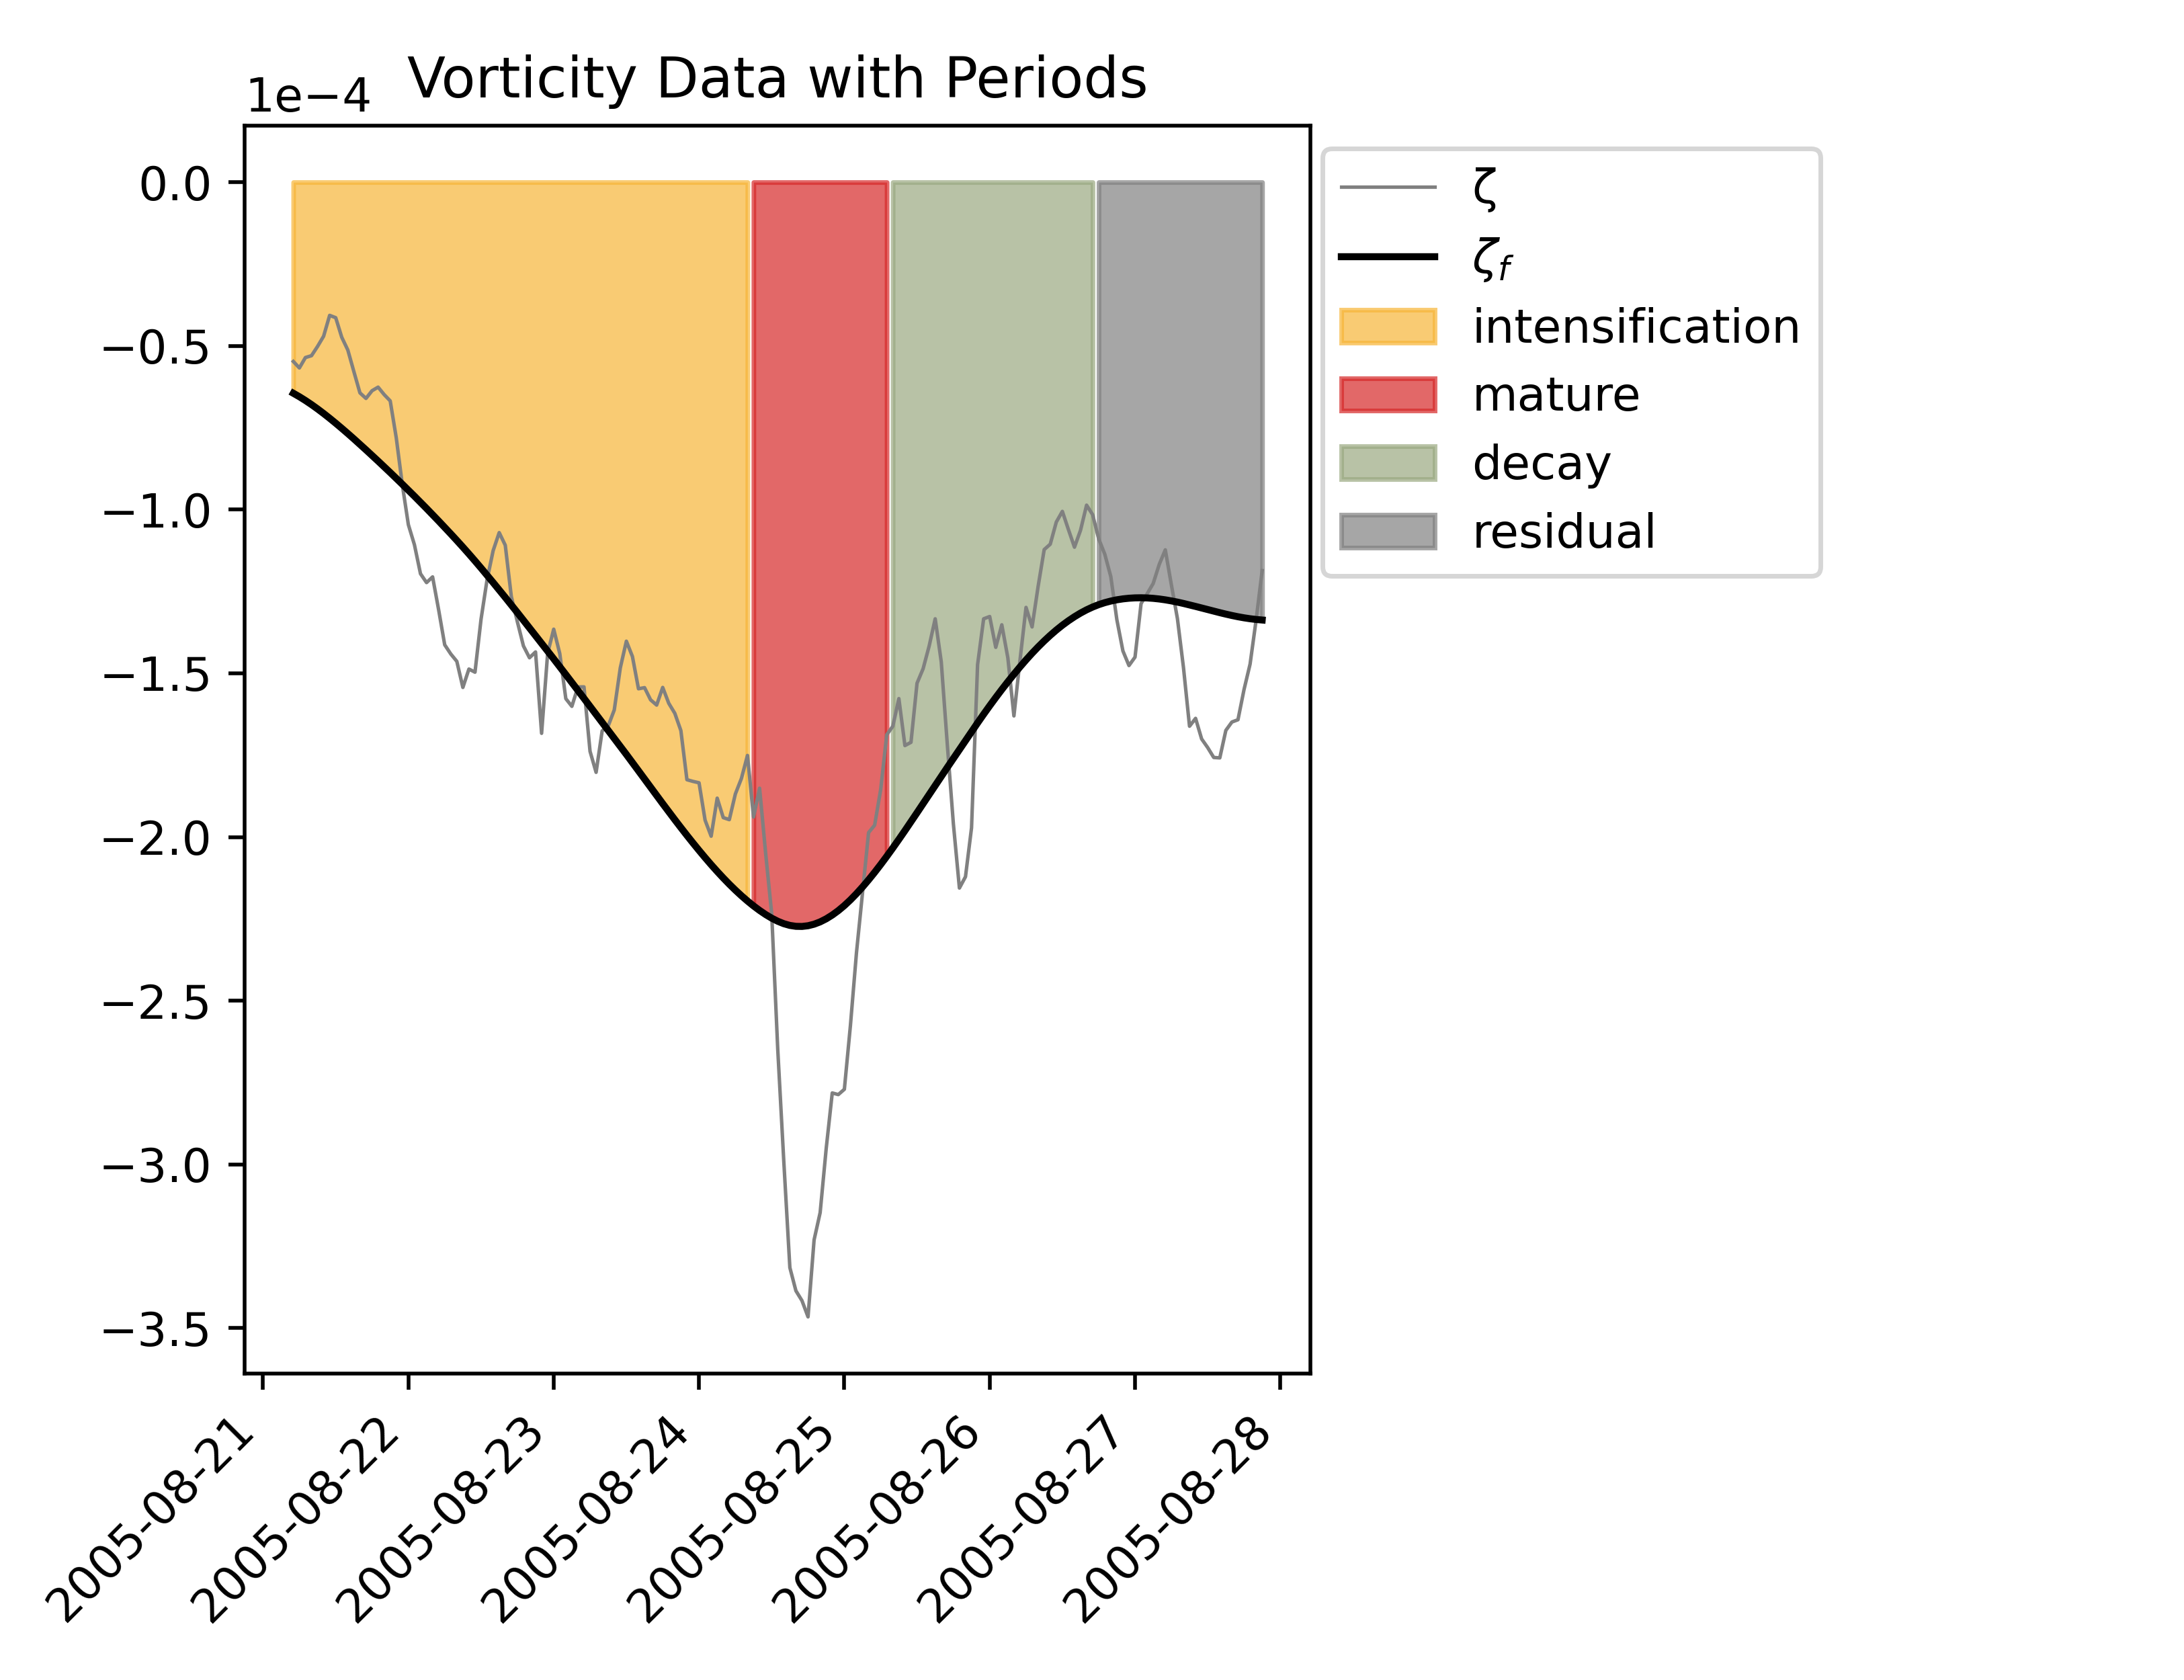 Vorticity Data with Periods
1e−4
0.0
−0.5
−1.0
−1.5
−2.0
−2.5
−3.0
−3.5
2005-08-21
2005-08-22
2005-08-23
2005-08-24
2005-08-25
2005-08-26
2005-08-27
2005-08-28
ζ
ζf
intensification
mature
decay
residual